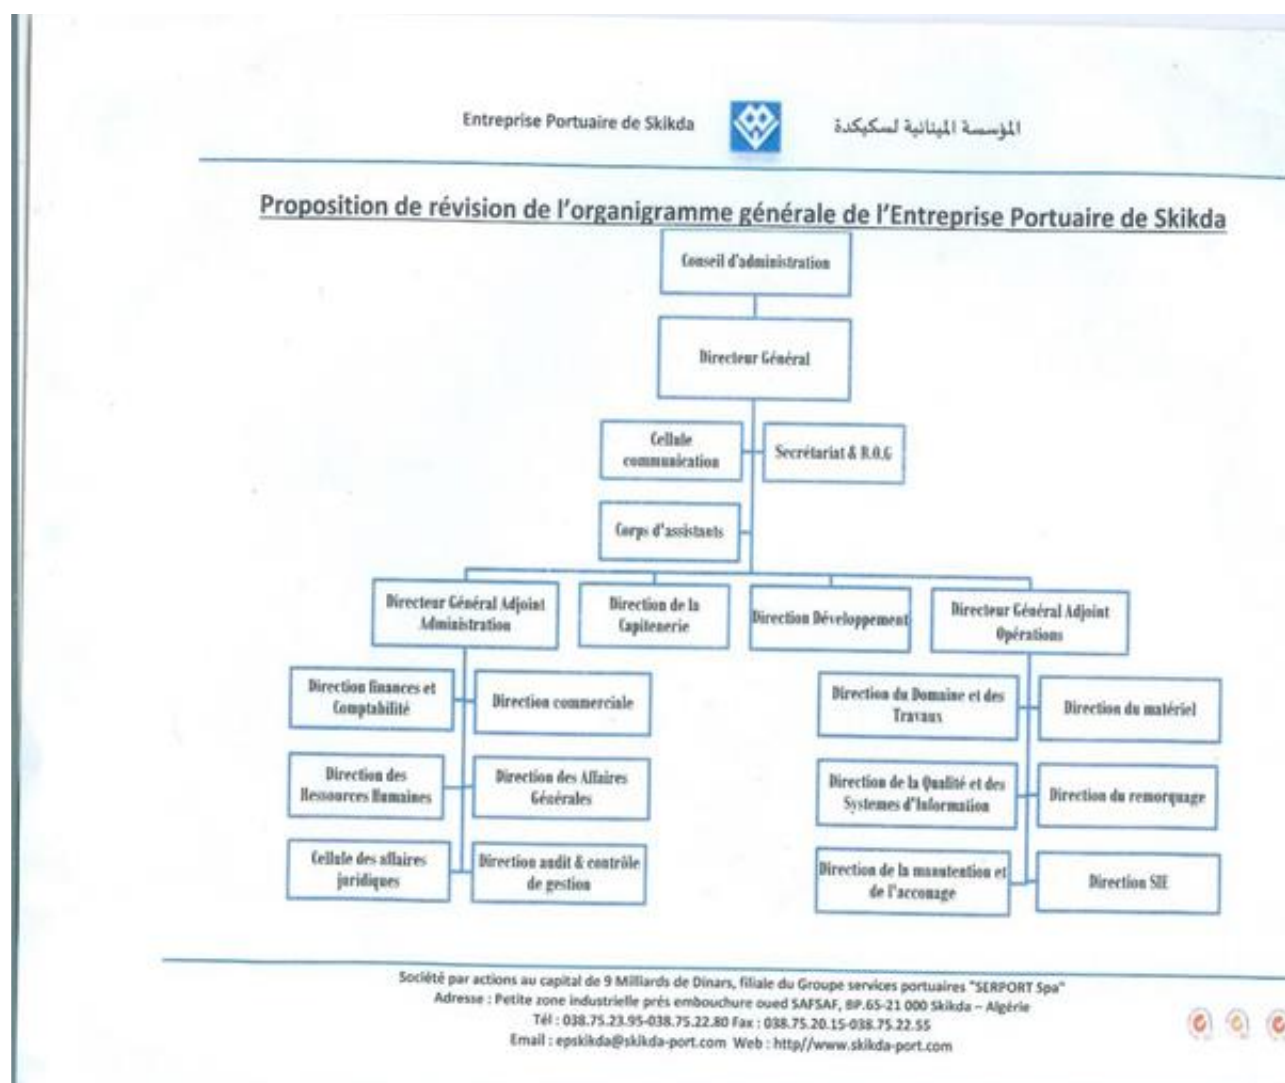 Entreprise Portuaire de Skikda
المؤسسة المينائية لسكيكدة
Proposition de révision de l'organigramme générale de l'Entreprise Portuaire de Skikda
Conseil d'administration
Directeur Général
Cellule
communication
Secrétariat & B.O.G
Corps d'assistants
Directeur Général Adjoint
Administration
Direction de la
Capitenerie
Direction Développement
Directeur Général Adjoint
Opérations
Direction finances et
Comptabilité
Direction commerciale
Direction du Domaine et des
Travaux
Direction du matériel
Direction des
Ressources Humaines
Direction des Affaires
Générales
Direction de la Qualité et des
Systemes d'Information
Direction du remorquage
Cellule des affaires
juridiques
Direction audit & contrôle
de gestion
Direction de la manutention et
de l'acconage
Direction SIE
Société par actions au capital de 9 Milliards de Dinars, filiale du Groupe services portuaires "SERPORT Spa"
Adresse : Petite zone industrielle près embouchure oued SAFSAF, BP.65-21 000 Skikda – Algérie
Tél : 038.75.23.95-038.75.22.80 Fax : 038.75.20.15-038.75.22.55
Email : epskikda@skikda-port.com Web : http//www.skikda-port.com